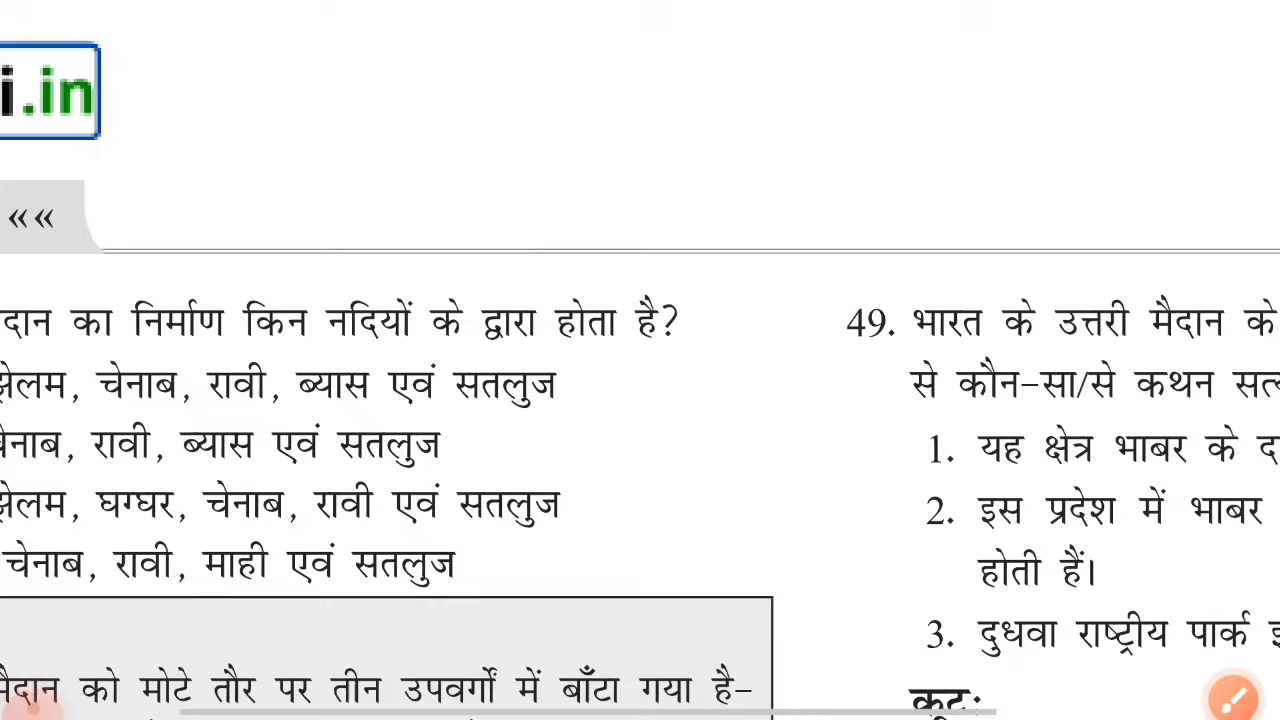 i.in
««
दान का निर्माण किन नदियों के द्वारा होता है?
झेलम, चेनाब, रावी, ब्यास एवं सतलुज
चेनाब, रावी, ब्यास एवं सतलुज
झेलम, घग्घर, चेनाब, रावी एवं सतलुज
चेनाब, रावी, माही एवं सतलुज
मैदान को मोटे तौर पर तीन उपवर्गों में बाँटा गया है-
49. भारत के उत्तरी मैदान के
से कौन-सा/से कथन
1. यह क्षेत्र भाबर के
2. इस प्रदेश में भाबर
होती हैं।
3. दुधवा राष्ट्रीय पार्क
कूटः